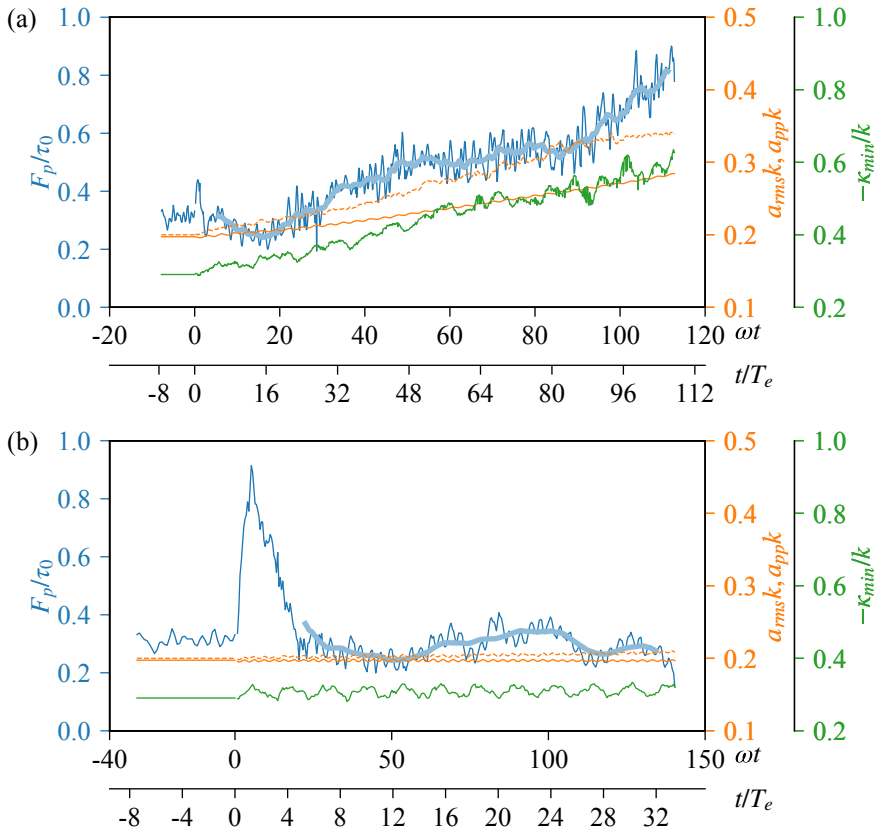 (a)
1.0 0.5 1.0
0.8 0.4 0.8
0.6 0.3 0.6
0.4 0.2 0.4
0.2
0.0 0.1 0.2
F_p/τ_0
a_rms k, a_pp k
−κ_min/k
-20 0 20 40 60 80 100 120
ωt
t/T_e
-8 0 16 32 48 64 80 96 112
(b)
1.0 0.5 1.0
0.8 0.4 0.8
0.6 0.3 0.6
0.4 0.2 0.4
0.2
0.0 0.1 0.2
F_p/τ_0
a_rms k, a_pp k
−κ_min/k
-40 0 50 100 150
ωt
t/T_e
-8 -4 0 4 8 12 16 20 24 28 32